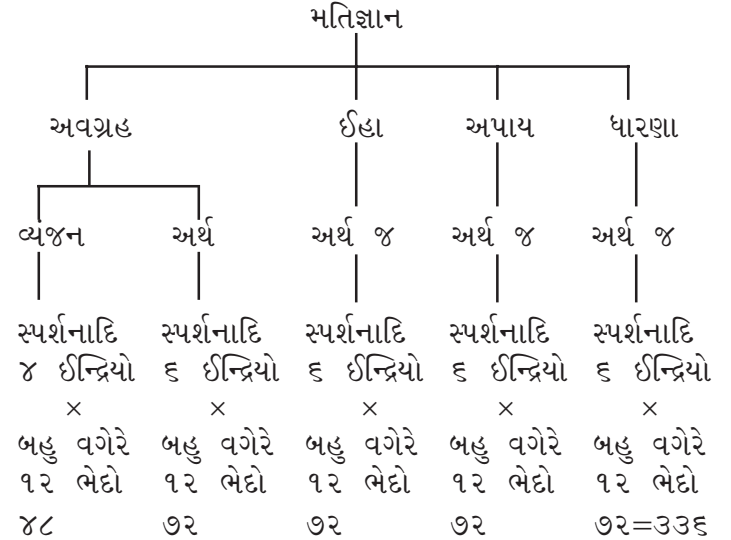 મતિજ્ઞાન
અવગ્રહ ઈહા અપાય ધારણા
વ્યંજન અર્થ અર્થ જ અર્થ જ અર્થ જ
સ્પર્શનાદિ સ્પર્શનાદિ સ્પર્શનાદિ સ્પર્શનાદિ સ્પર્શનાદિ
૪ ઈન્દ્રિયો ૬ ઈન્દ્રિયો ૬ ઈન્દ્રિયો ૬ ઈન્દ્રિયો ૬ ઈન્દ્રિયો
× × × × ×
બહુ વગેરે બહુ વગેરે બહુ વગેરે બહુ વગેરે બહુ વગેરે
૧૨ ભેદો ૧૨ ભેદો ૧૨ ભેદો ૧૨ ભેદો ૧૨ ભેદો
૪૮ ૭૨ ૭૨ ૭૨ ૭૨=૩૩૬